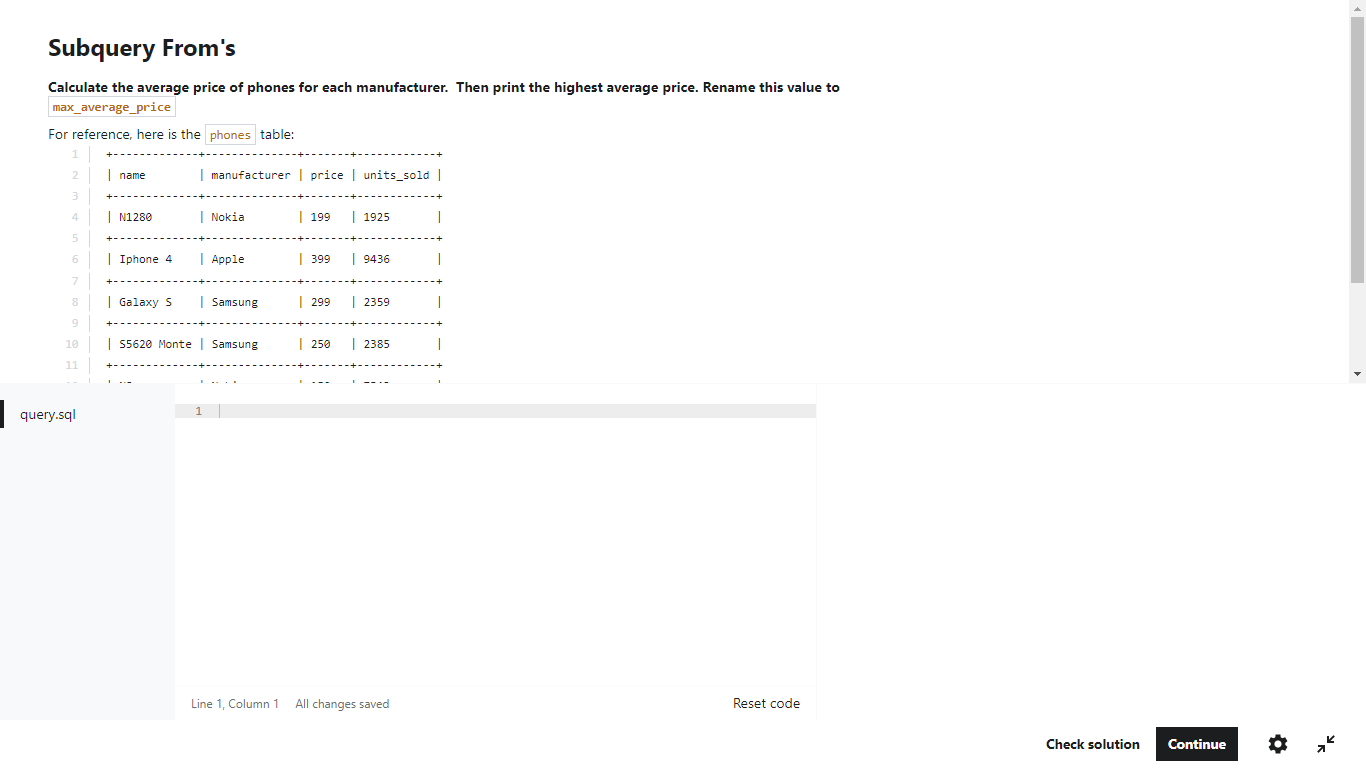 Subquery From's
Calculate the average price of phones for each manufacturer.  Then print the highest average price. Rename this value to
max_average_price
For reference, here is the phones table:
1 +-------------+--------------+-------+------------+
2 | name        | manufacturer | price | units_sold |
3 +-------------+--------------+-------+------------+
4 | N1280       | Nokia        | 199   | 1925       |
5 +-------------+--------------+-------+------------+
6 | Iphone 4    | Apple        | 399   | 9436       |
7 +-------------+--------------+-------+------------+
8 | Galaxy S    | Samsung      | 299   | 2359       |
9 +-------------+--------------+-------+------------+
10 | S5620 Monte | Samsung      | 250   | 2385       |
11 +-------------+--------------+-------+------------+
query.sql
1
Line 1, Column 1 All changes saved Reset code
Check solution Continue